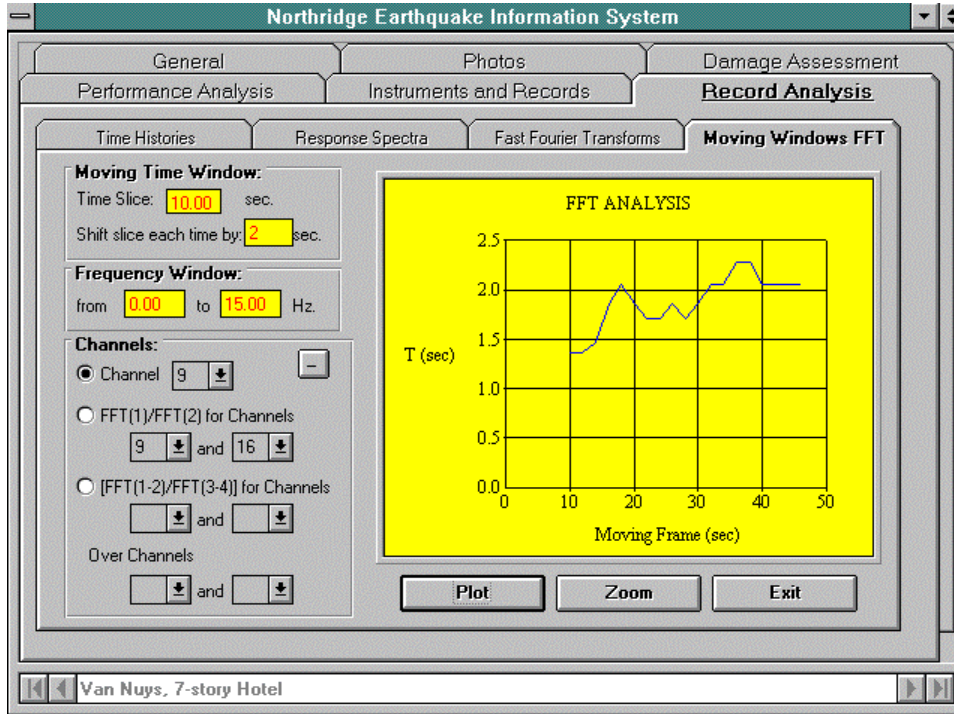 Northridge Earthquake Information System
General
Photos
Damage Assessment
Performance Analysis
Instruments and Records
Record Analysis
Time Histories
Response Spectra
Fast Fourier Transforms
Moving Windows FFT
Moving Time Window:
Time Slice: 10.00 sec.
Shift slice each time by: 2 sec.
Frequency Window:
from 0.00 to 15.00 Hz.
Channels:
Channel 9
FFT(1)/FFT(2) for Channels
9 and 16
[FFT(1-2)/FFT(3-4)] for Channels
and
Over Channels
and
FFT ANALYSIS
2.5
2.0
1.5
T (sec)
1.0
0.5
0.0
0 10 20 30 40 50
Moving Frame (sec)
Plot
Zoom
Exit
Van Nuys, 7-story Hotel